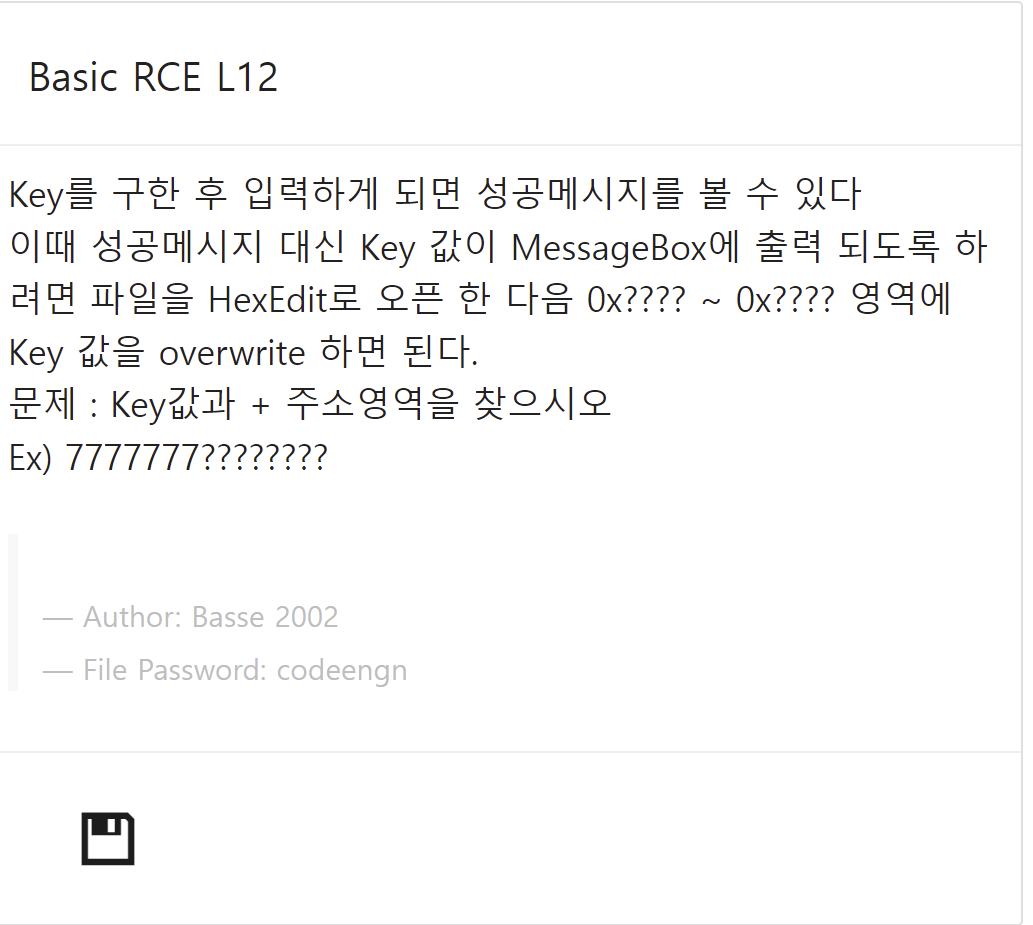 Basic RCE L12
Key를 구한 후 입력하게 되면 성공메시지를 볼 수 있다
이때 성공메시지 대신 Key 값이 MessageBox에 출력 되도록 하
려면 파일을 HexEdit로 오픈 한 다음 0x???? ~ 0x???? 영역에
Key 값을 overwrite 하면 된다.
문제 : Key값과 + 주소영역을 찾으시오
Ex) 7777777????????
— Author: Basse 2002
— File Password: codeengn